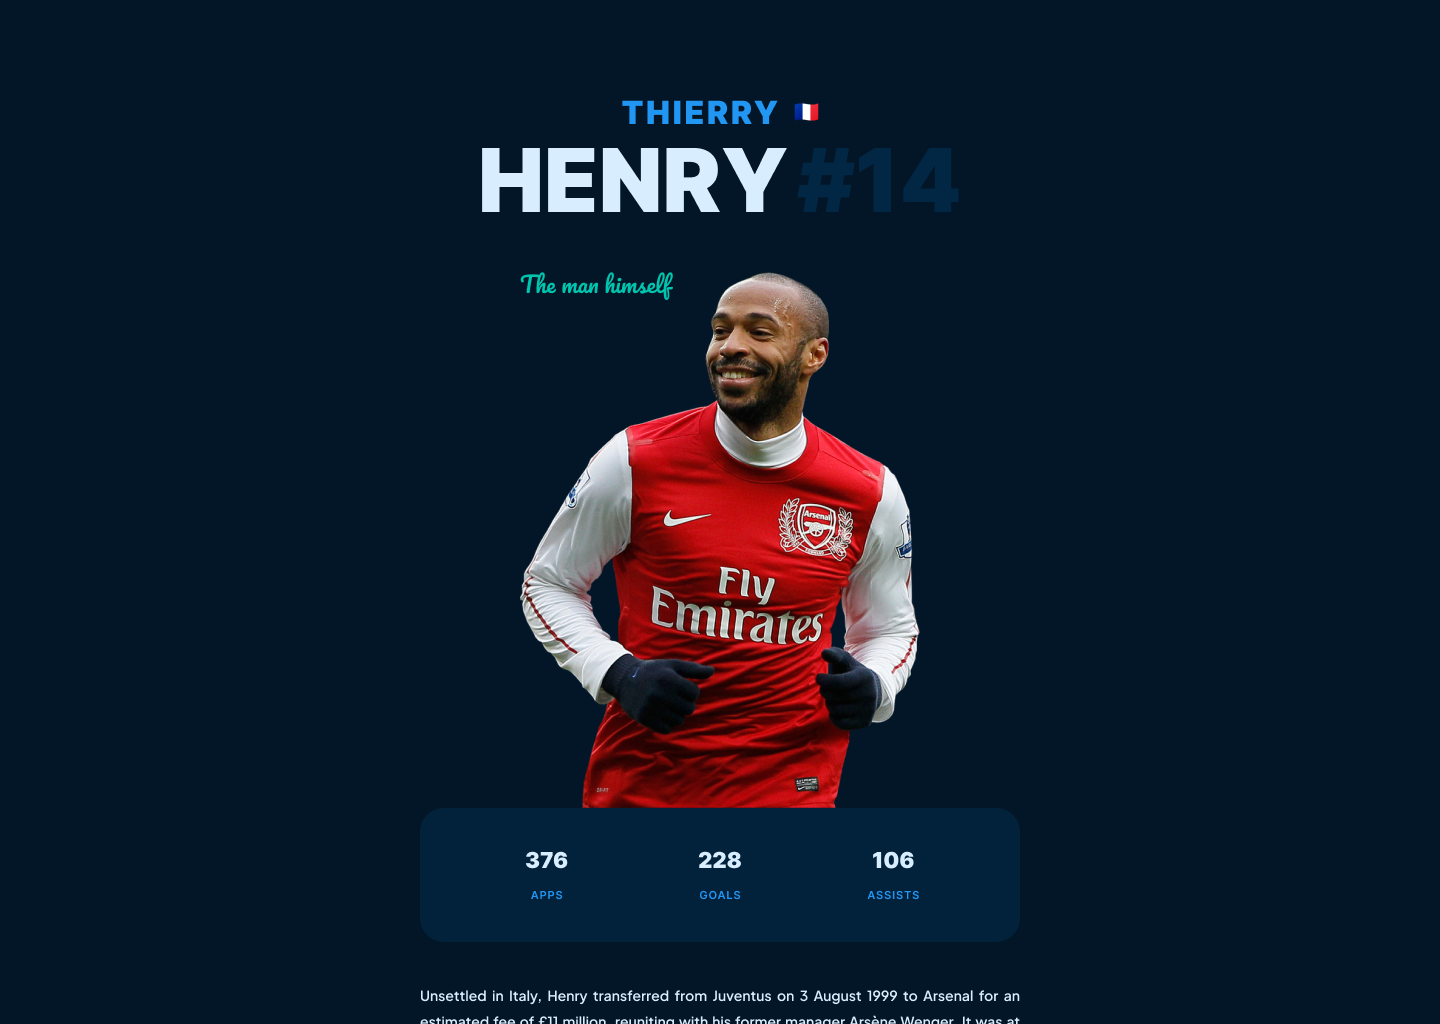 THIERRY
HENRY #14
The man himself
Arsenal
Fly
Emirates
376
228
106
APPS
GOALS
ASSISTS
Unsettled in Italy, Henry transferred from Juventus on 3 August 1999 to Arsenal for an
estimated fee of £11 million, reuniting with his former manager Arsène Wenger. It was at